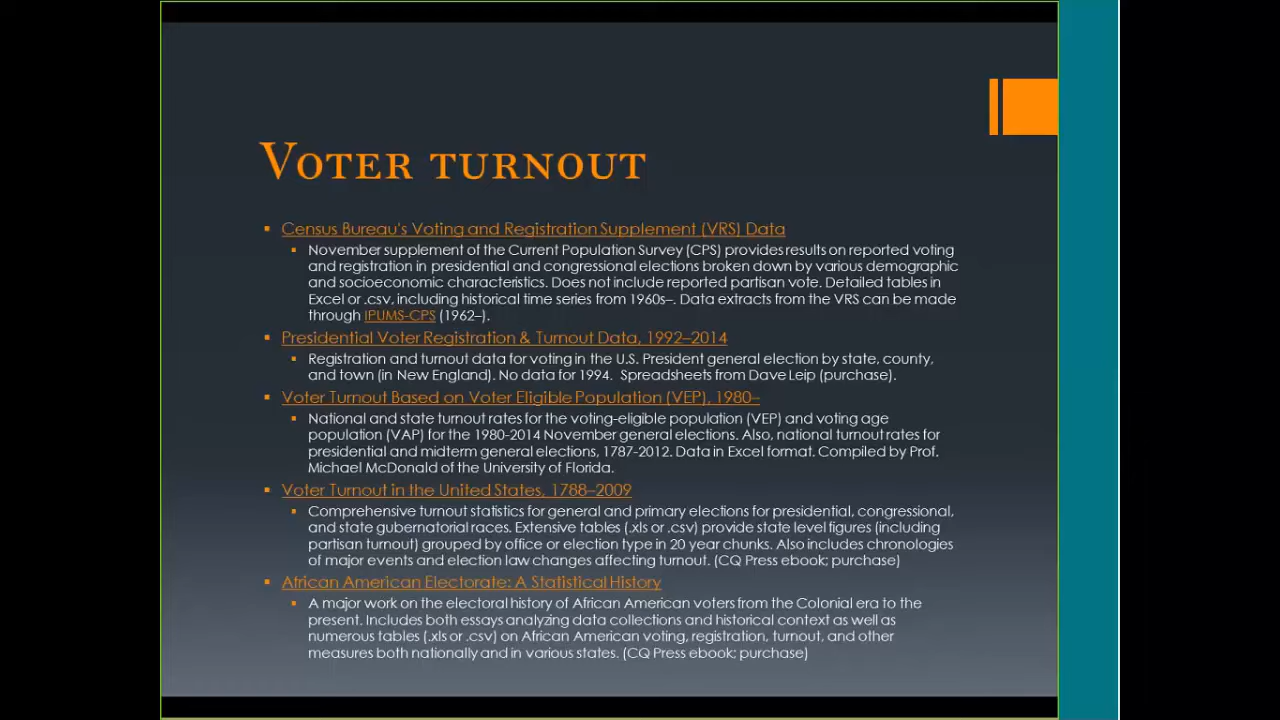 VOTER TURNOUT
Census Bureau's Voting and Registration Supplement (VRS) Data
November supplement of the Current Population Survey (CPS) provides results on reported voting
and registration in presidential and congressional elections broken down by various demographic
and socioeconomic characteristics. Does not include reported partisan vote. Detailed tables in
Excel or .csv, including historical time series from 1960s–. Data extracts from the VRS can be made
through IPUMS-CPS (1962–).
Presidential Voter Registration & Turnout Data, 1992–2014
Registration and turnout data for voting in the U.S. President general election by state, county,
and town (in New England). No data for 1994. Spreadsheets from Dave Leip (purchase).
Voter Turnout Based on Voter Eligible Population (VEP), 1980–
National and state turnout rates for the voting-eligible population (VEP) and voting age
population (VAP) for the 1980-2014 November general elections. Also, national turnout rates for
presidential and midterm general elections, 1787-2012. Data in Excel format. Compiled by Prof.
Michael McDonald of the University of Florida.
Voter Turnout in the United States, 1788–2009
Comprehensive turnout statistics for general and primary elections for presidential, congressional,
and state gubernatorial races. Extensive tables (.xls or .csv) provide state level figures (including
partisan turnout) grouped by office or election type in 20 year chunks. Also includes chronologies
of major events and election law changes affecting turnout. (CQ Press ebook; purchase)
African American Electorate: A Statistical History
A major work on the electoral history of African American voters from the Colonial era to the
present. Includes both essays analyzing data collections and historical context as well as
numerous tables (.xls or .csv) on African American voting, registration, turnout, and other
measures both nationally and in various states. (CQ Press ebook; purchase)